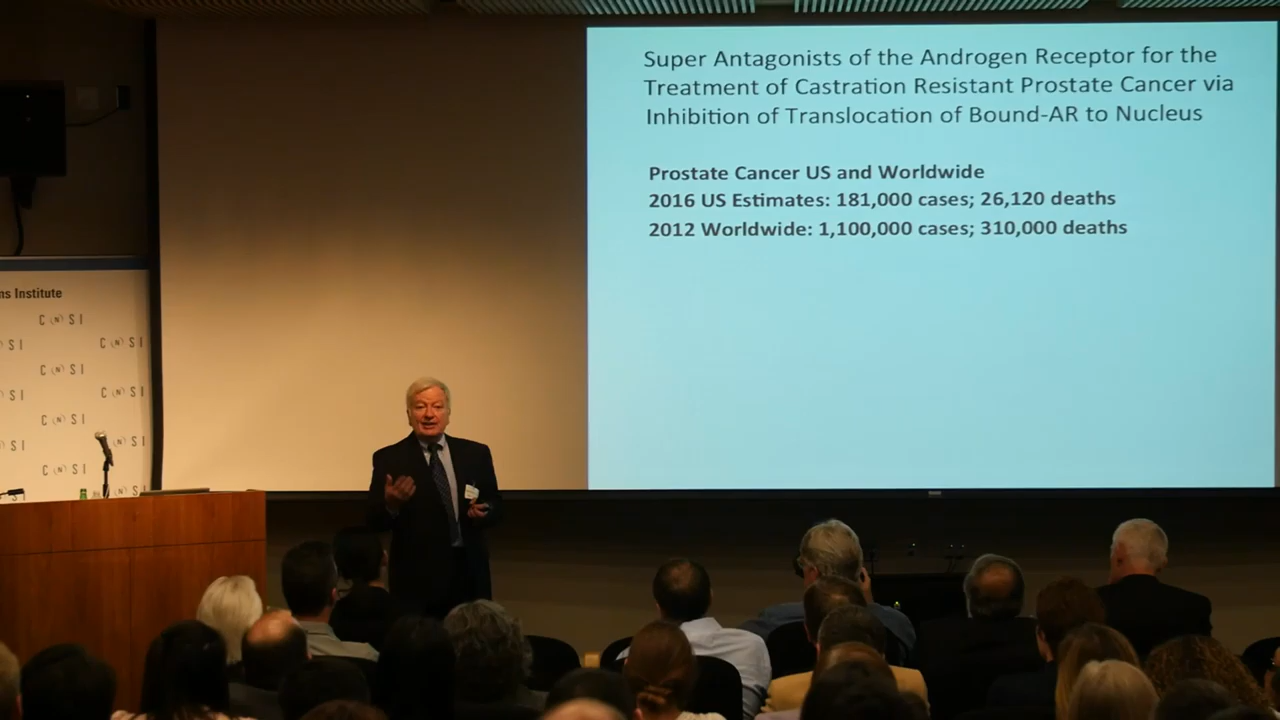 Super Antagonists of the Androgen Receptor for the
Treatment of Castration Resistant Prostate Cancer via
Inhibition of Translocation of Bound-AR to Nucleus
Prostate Cancer US and Worldwide
2016 US Estimates: 181,000 cases; 26,120 deaths
2012 Worldwide: 1,100,000 cases; 310,000 deaths
ms Institute
C (N) S I
S I
C (N) S I
C (N) S I
S I
C (N) S I
C (N) S I
S I
(N) S I
C (N) S I
S I
(N) S I